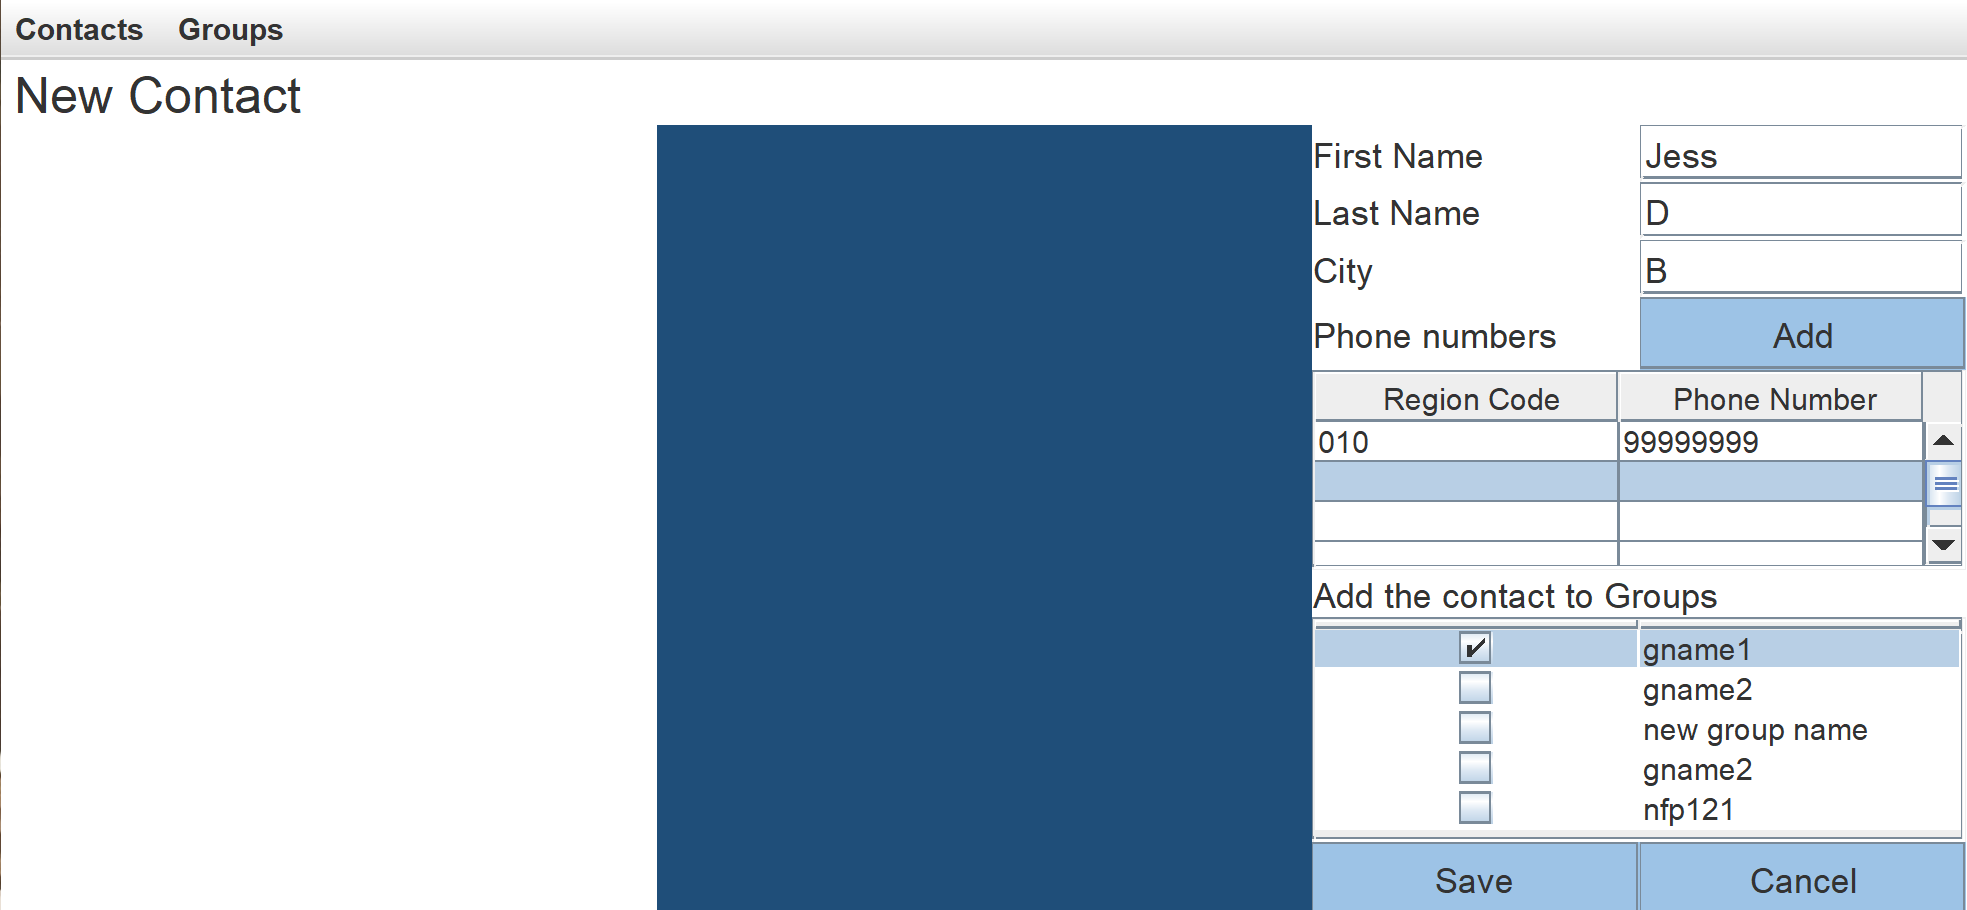 Contacts Groups
New Contact
First Name Jess
Last Name D
City B
Phone numbers Add
Region Code Phone Number
010 99999999
Add the contact to Groups
gname1
gname2
new group name
gname2
nfp121
Save Cancel